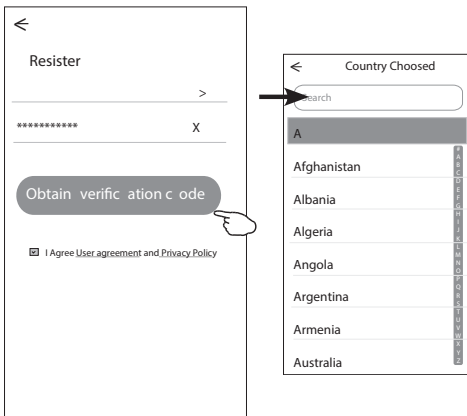 Resister
>
*********** X
Obtain verific ation c ode
I Agree User agreement and Privacy Policy
Country Choosed
Search
A
Afghanistan
Albania
Algeria
Angola
Argentina
Armenia
Australia
#
A
B
C
D
E
F
G
H
I
J
K
L
M
N
O
P
Q
R
S
T
U
V
W
X
Y
Z